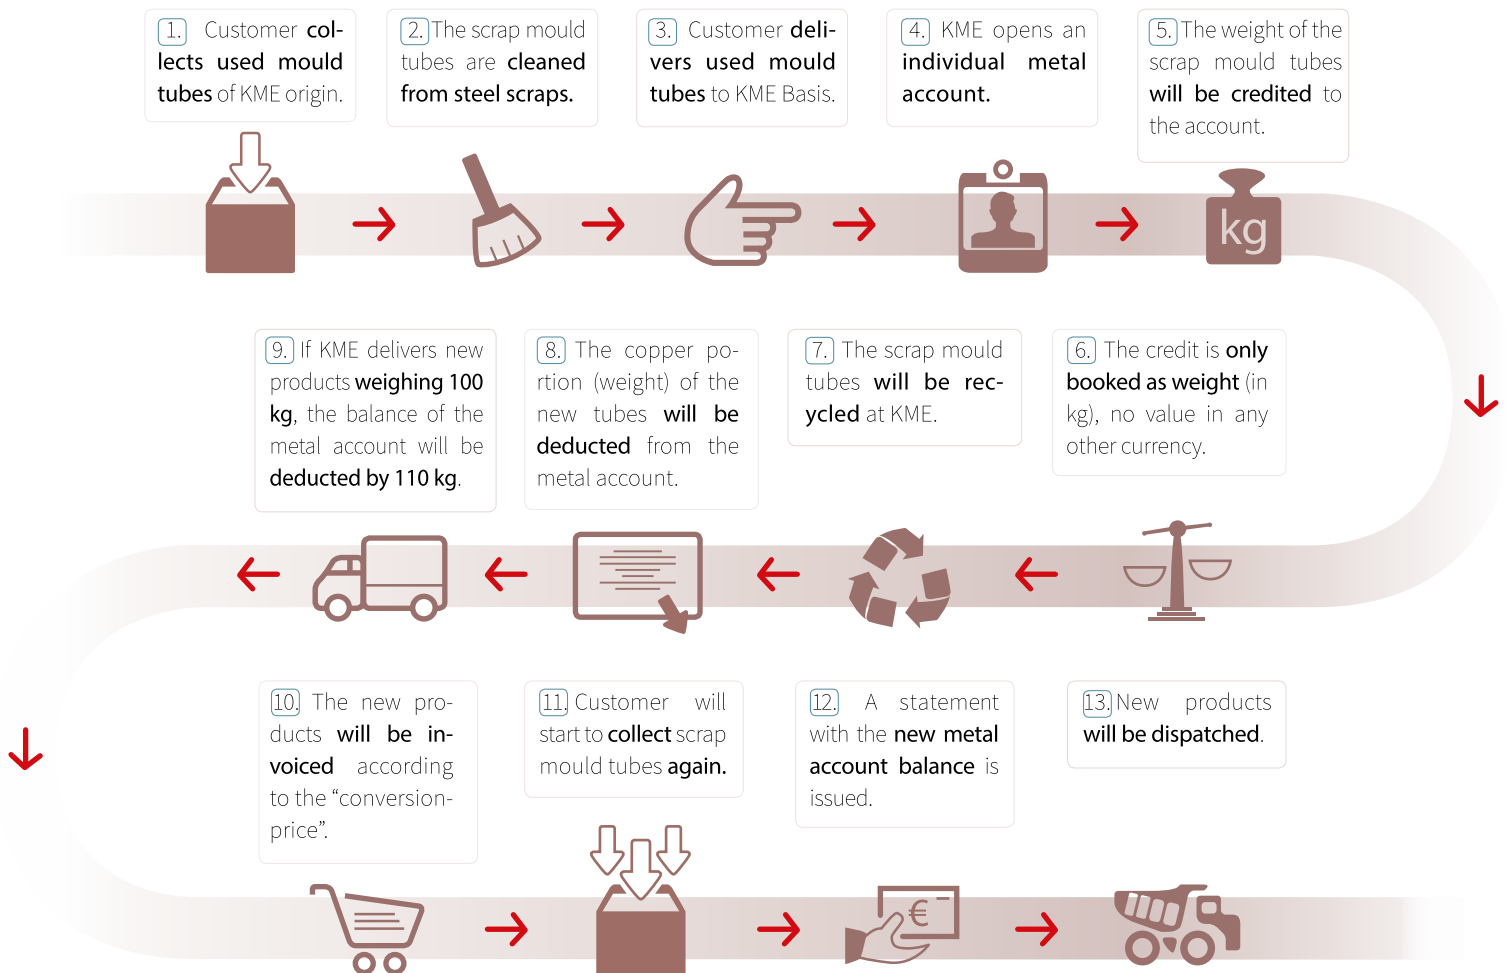 1. Customer col-
lects used mould
tubes of KME origin.
2. The scrap mould
tubes are cleaned
from steel scraps.
3. Customer deli-
vers used mould
tubes to KME Basis.
4. KME opens an
individual metal
account.
5. The weight of the
scrap mould tubes
will be credited to
the account.
kg
9. If KME delivers new
products weighing 100
kg, the balance of the
metal account will be
deducted by 110 kg.
8. The copper po-
rtion (weight) of the
new tubes will be
deducted from the
metal account.
7. The scrap mould
tubes will be rec-
ycled at KME.
6. The credit is only
booked as weight (in
kg), no value in any
other currency.
10. The new pro-
ducts will be in-
voiced according
to the “conversion-
price”.
11. Customer will
start to collect scrap
mould tubes again.
12. A statement
with the new metal
account balance is
issued.
13. New products
will be dispatched.
€